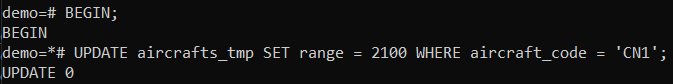 demo=# BEGIN;
BEGIN
demo=*# UPDATE aircrafts_tmp SET range = 2100 WHERE aircraft_code = 'CN1';
UPDATE 0